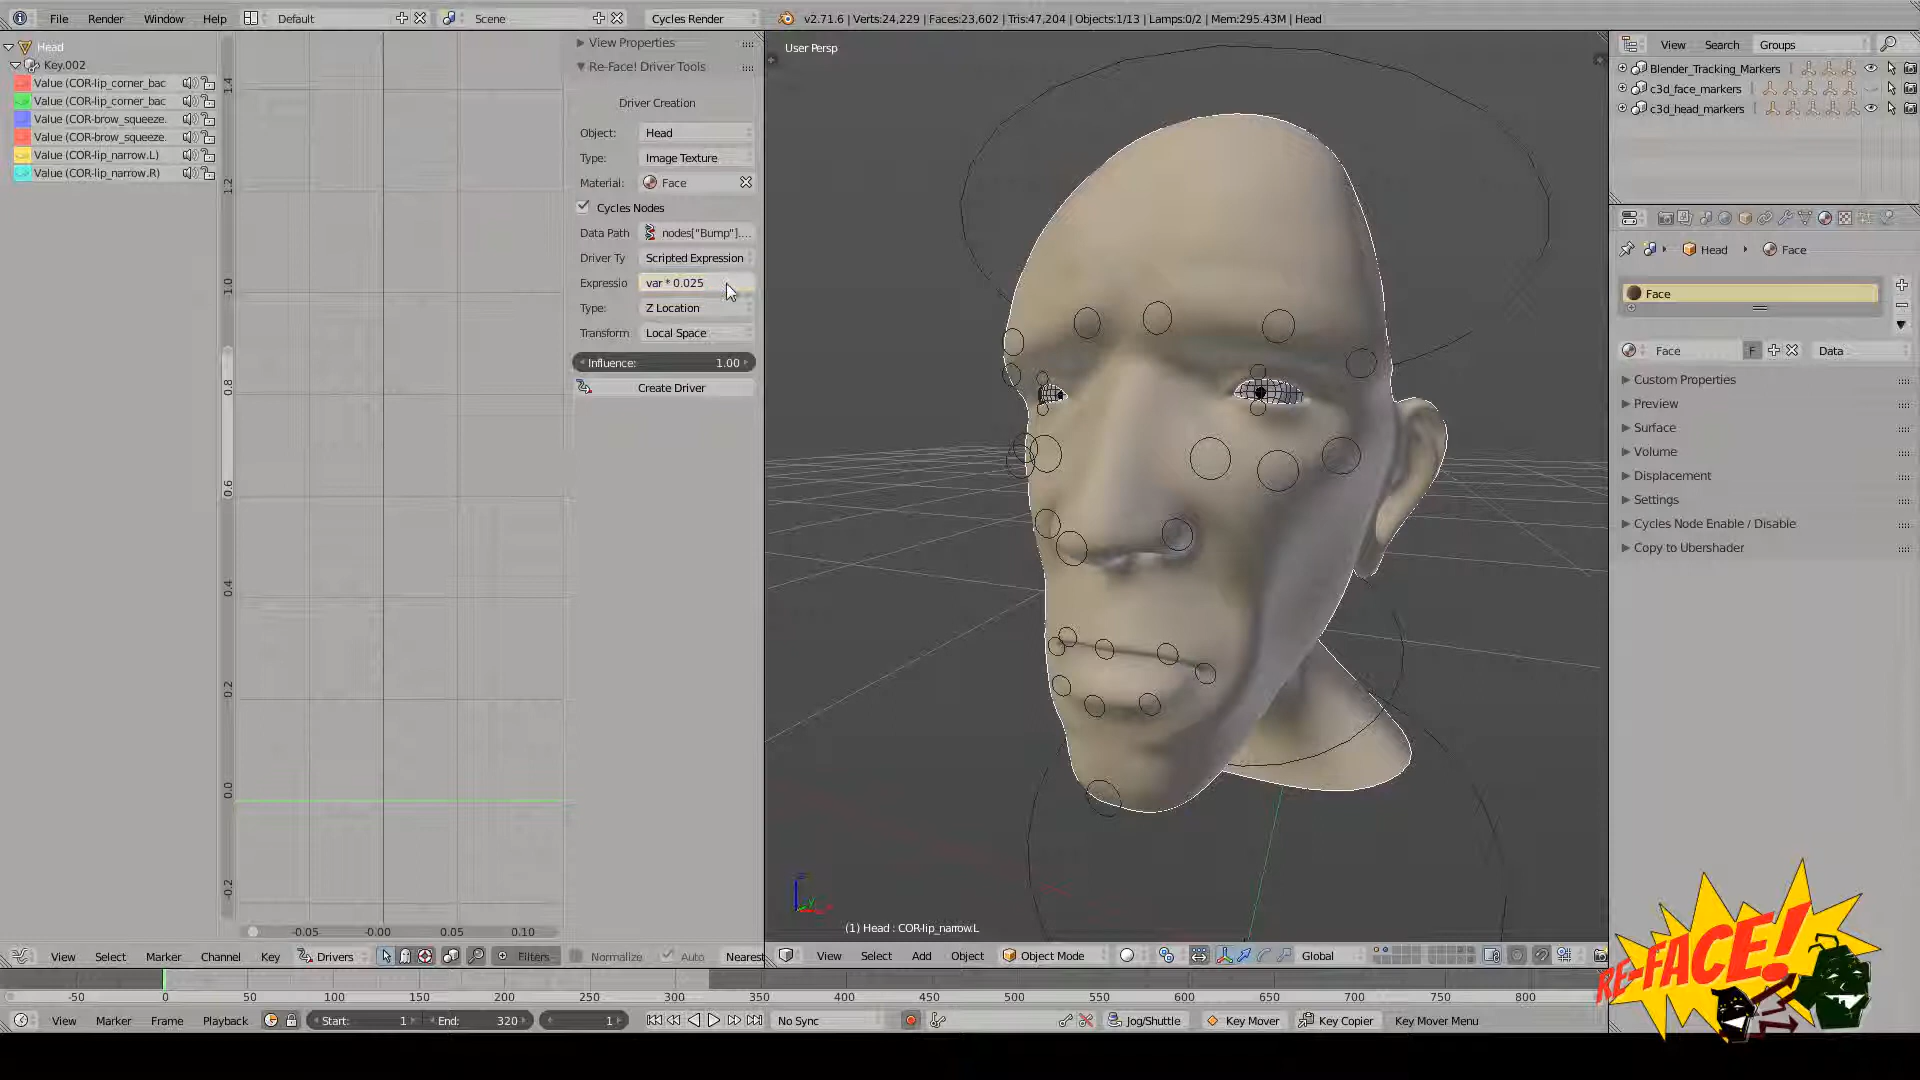 File Render Window Help Default Scene Cycles Render v2.71.6 | Verts:24,229 | Faces:23,602 | Tris:47,204 | Objects:1/13 | Lamps:0/2 | Mem:295.43M | Head
Head
Key.002
Value (COR-lip_corner_bac
Value (COR-lip_corner_bac
Value (COR-brow_squeeze.
Value (COR-brow_squeeze.
Value (COR-lip_narrow.L)
Value (COR-lip_narrow.R)
1.4
1.2
1.0
0.8
0.6
0.4
0.2
0.0
-0.2
-0.05 -0.00 0.05 0.10
View Properties
Re-Face! Driver Tools
Driver Creation
Object: Head
Type: Image Texture
Material: Face
Cycles Nodes
Data Path nodes["Bump"]....
Driver Ty Scripted Expression
Expressio var * 0.025
Type: Z Location
Transform Local Space
Influence: 1.00
Create Driver
User Persp
(1) Head : COR-lip_narrow.L
View Search Groups
Blender_Tracking_Markers
c3d_face_markers
c3d_head_markers
Head Face
Face
Face F Data
Custom Properties
Preview
Surface
Volume
Displacement
Settings
Cycles Node Enable / Disable
Copy to Ubershader
View Select Marker Channel Key Drivers Filters Normalize Auto Nearest
View Select Add Object Object Mode Global
-50 0 50 100 150 200 250 300 350 400 450 500 550 600 650 700 750 800
View Marker Frame Playback Start: 1 End: 320 1 No Sync Jog/Shuttle Key Mover Key Copier Key Mover Menu
RE-FACE!